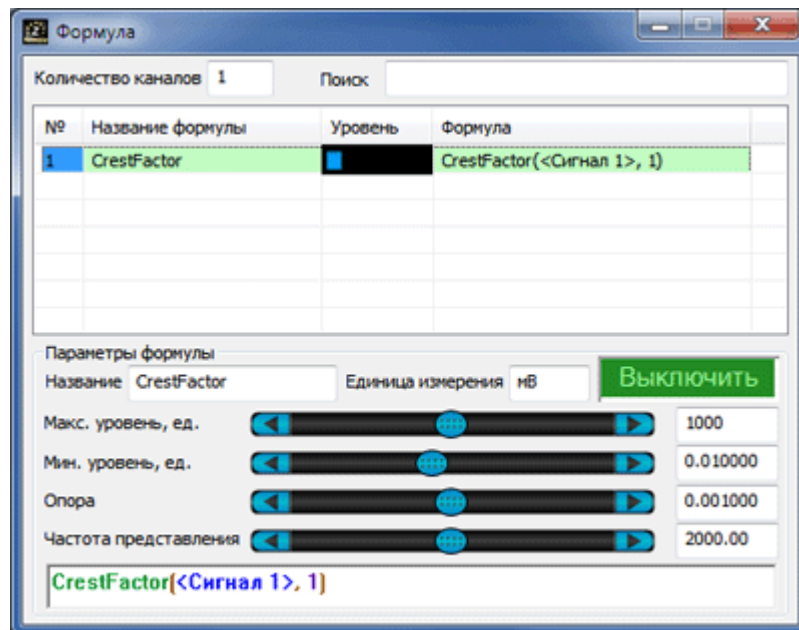 Формула
Количество каналов 1 Поиск
№ Название формулы Уровень Формула
1 CrestFactor CrestFactor(<Сигнал 1>, 1)
Параметры формулы
Название CrestFactor Единица измерения мВ Выключить
Макс. уровень, ед. 1000
Мин. уровень, ед. 0.010000
Опора 0.001000
Частота представления 2000.00
CrestFactor(<Сигнал 1>, 1)